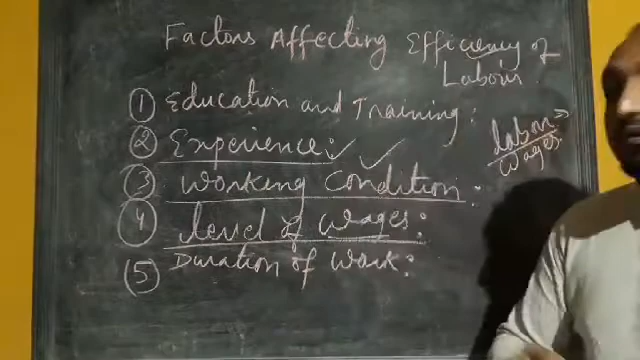 Factors Affecting Efficiency of
Labour
① Education and Training:
② Experience:
③ Working Condition:
④ level of wages:
⑤ Duration of work:
labour
wages